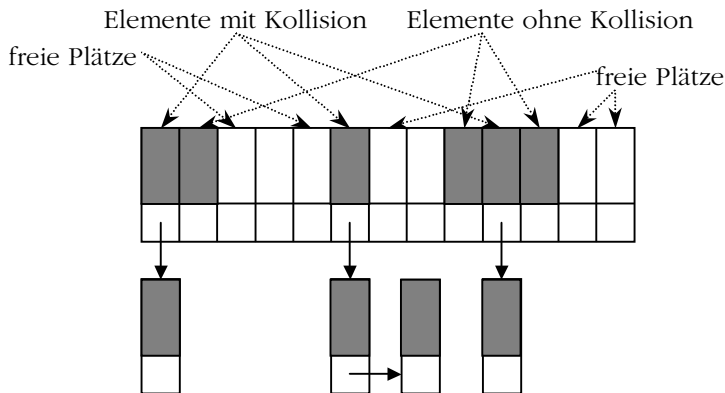 Elemente mit Kollision
Elemente ohne Kollision
freie Plätze
freie Plätze